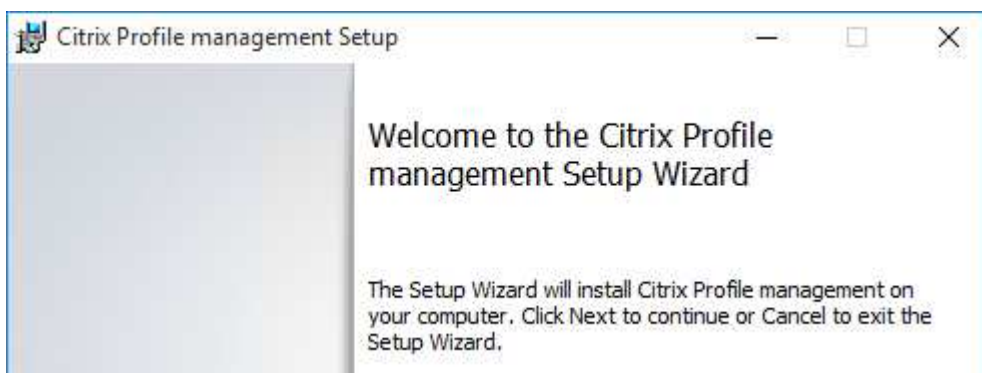 Citrix Profile management Setup
Welcome to the Citrix Profile
management Setup Wizard
The Setup Wizard will install Citrix Profile management on
your computer. Click Next to continue or Cancel to exit the
Setup Wizard.